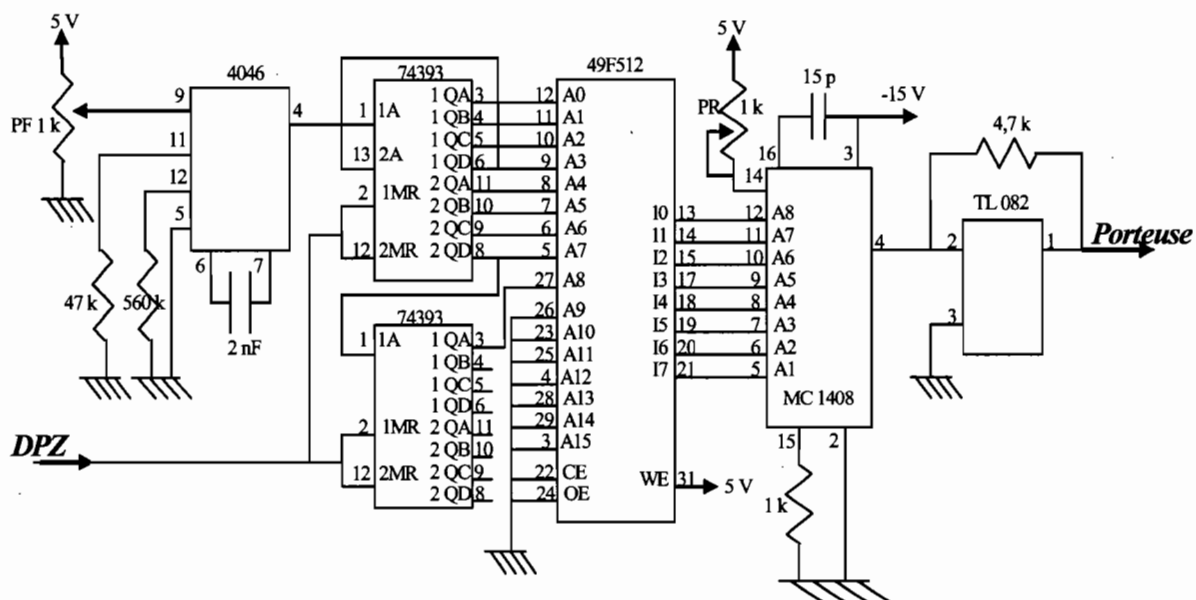 5 V
PF 1 k
4046
9
11
12
5
4
6
7
47 k
560 k
2 nF
DPZ
74393
1 1A
13 2A
2 1MR
12 2MR
1 QA 3
1 QB 4
1 QC 5
1 QD 6
2 QA 11
2 QB 10
2 QC 9
2 QD 8
74393
1 1A
2 1MR
12 2MR
1 QA 3
1 QB 4
1 QC 5
1 QD 6
2 QA 11
2 QB 10
2 QC 9
2 QD 8
49F512
12 A0
11 A1
10 A2
9 A3
8 A4
7 A5
6 A6
5 A7
27 A8
26 A9
23 A10
25 A11
4 A12
28 A13
29 A14
3 A15
22 CE
24 OE
I0 13
I1 14
I2 15
I3 17
I4 18
I5 19
I6 20
I7 21
WE 31
5 V
5 V
PR 1 k
15 p
-15 V
16
3
14
12 A8
11 A7
10 A6
9 A5
8 A4
7 A3
6 A2
5 A1
MC 1408
4
15
2
1 k
4,7 k
TL 082
2
1
3
Porteuse